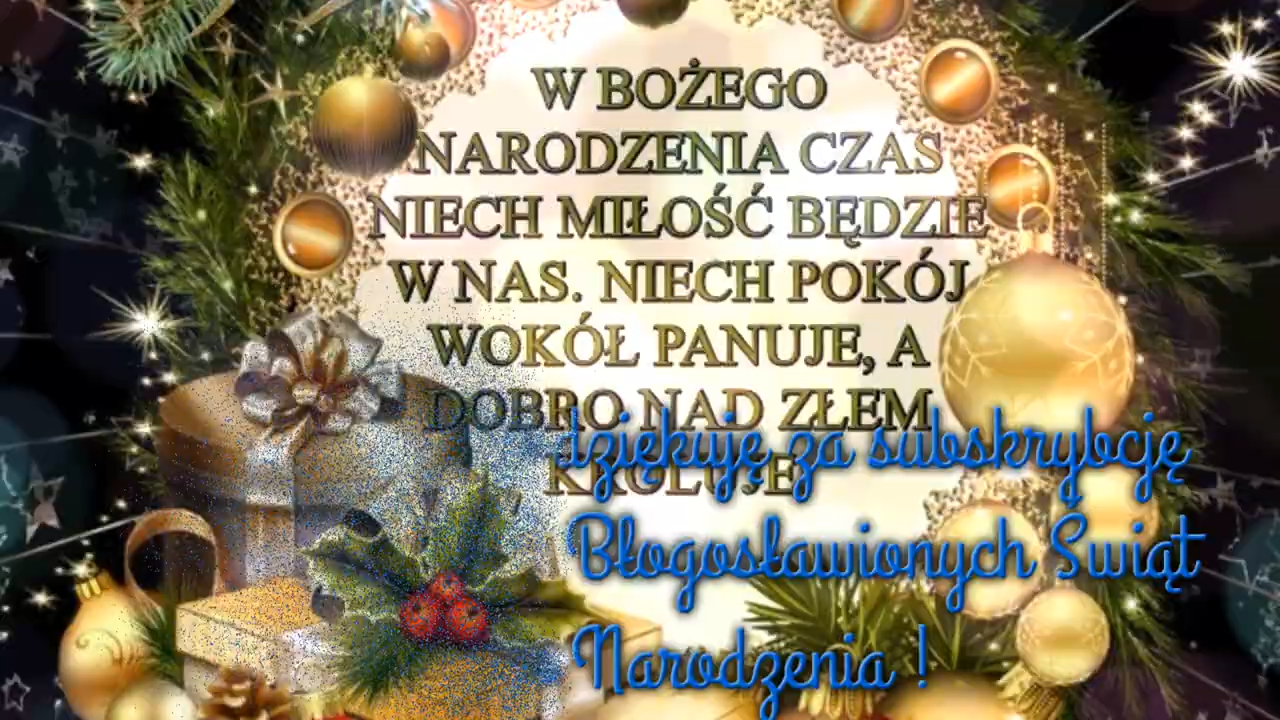 W BOŻEGO
NARODZENIA CZAS
NIECH MIŁOŚĆ BĘDZIE
W NAS. NIECH POKÓJ
WOKÓŁ PANUJE, A
DOBRO NAD ZŁEM
KRÓLUJE
dziękuję za subskrybcję
Błogosławionych Świąt
Narodzenia !